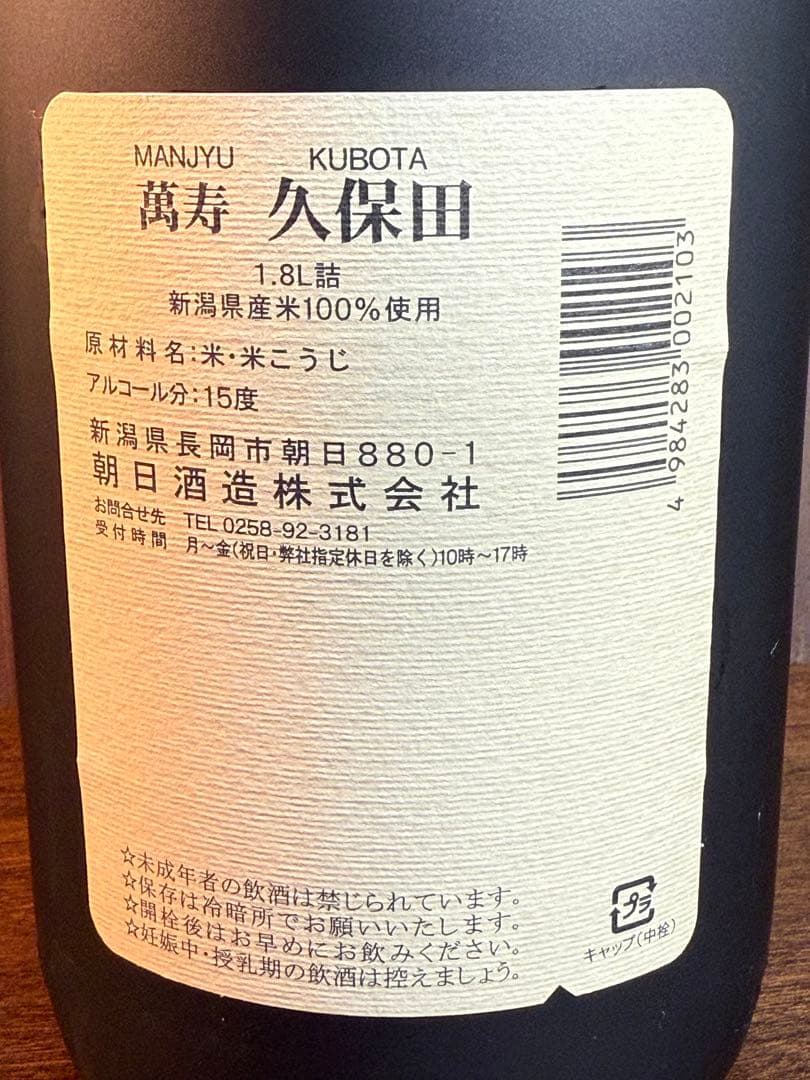 MANJYU KUBOTA
萬寿 久保田
1.8L詰
新潟県産米100%使用
原材料名:米・米こうじ
アルコール分:15度
新潟県長岡市朝日880-1
朝日酒造株式会社
お問合せ先 TEL 0258-92-3181
受付時間 月~金(祝日・弊社指定休日を除く)10時~17時
4 984283 002103
☆未成年者の飲酒は禁じられています。
☆保存は冷暗所でお願いいたします。
☆開栓後はお早めにお飲みください。
☆妊娠中・授乳期の飲酒は控えましょう。
プラ
キャップ(中栓)